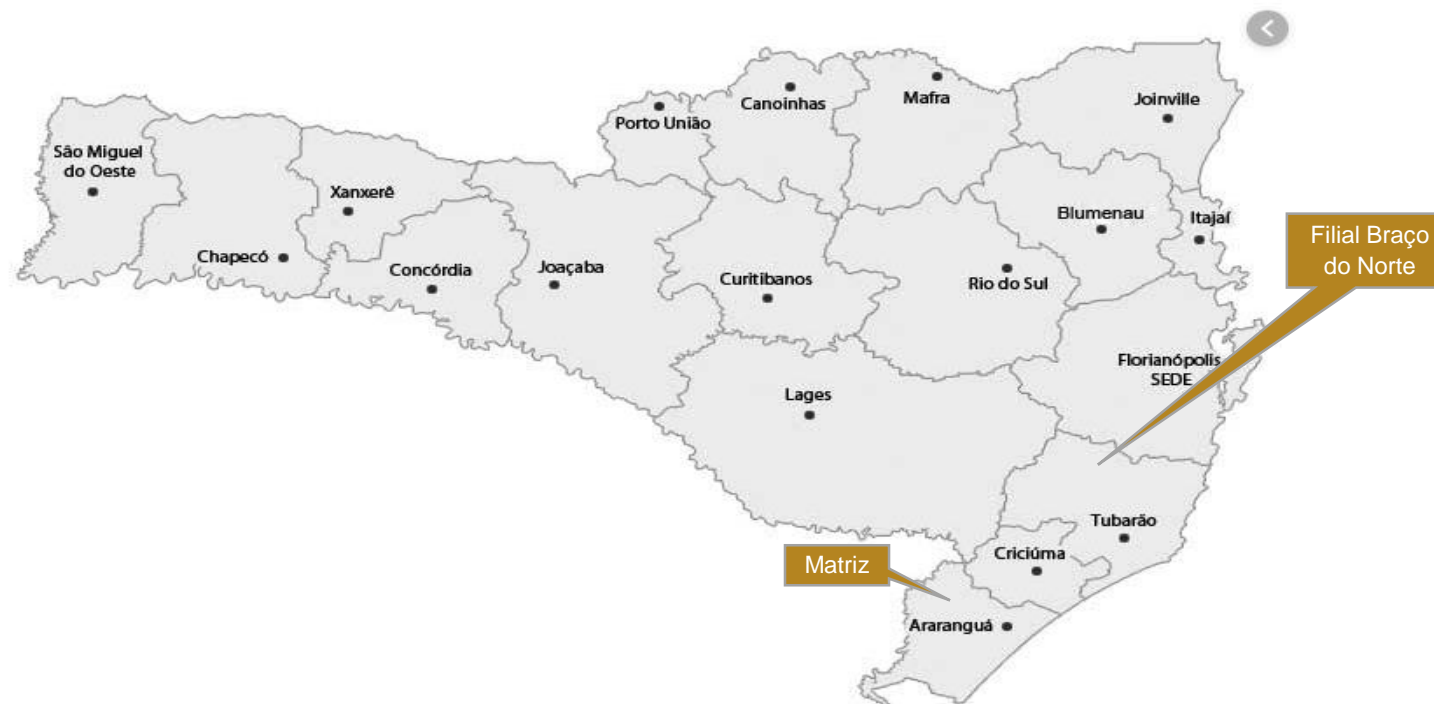 Canoinhas
Mafra
Joinville
Porto União
São Miguel
do Oeste
Xanxerê
Blumenau
Itajaí
Filial Braço
do Norte
Chapecó
Concórdia
Joaçaba
Curitibanos
Rio do Sul
Florianópolis
SEDE
Lages
Tubarão
Criciúma
Matriz
Araranguá